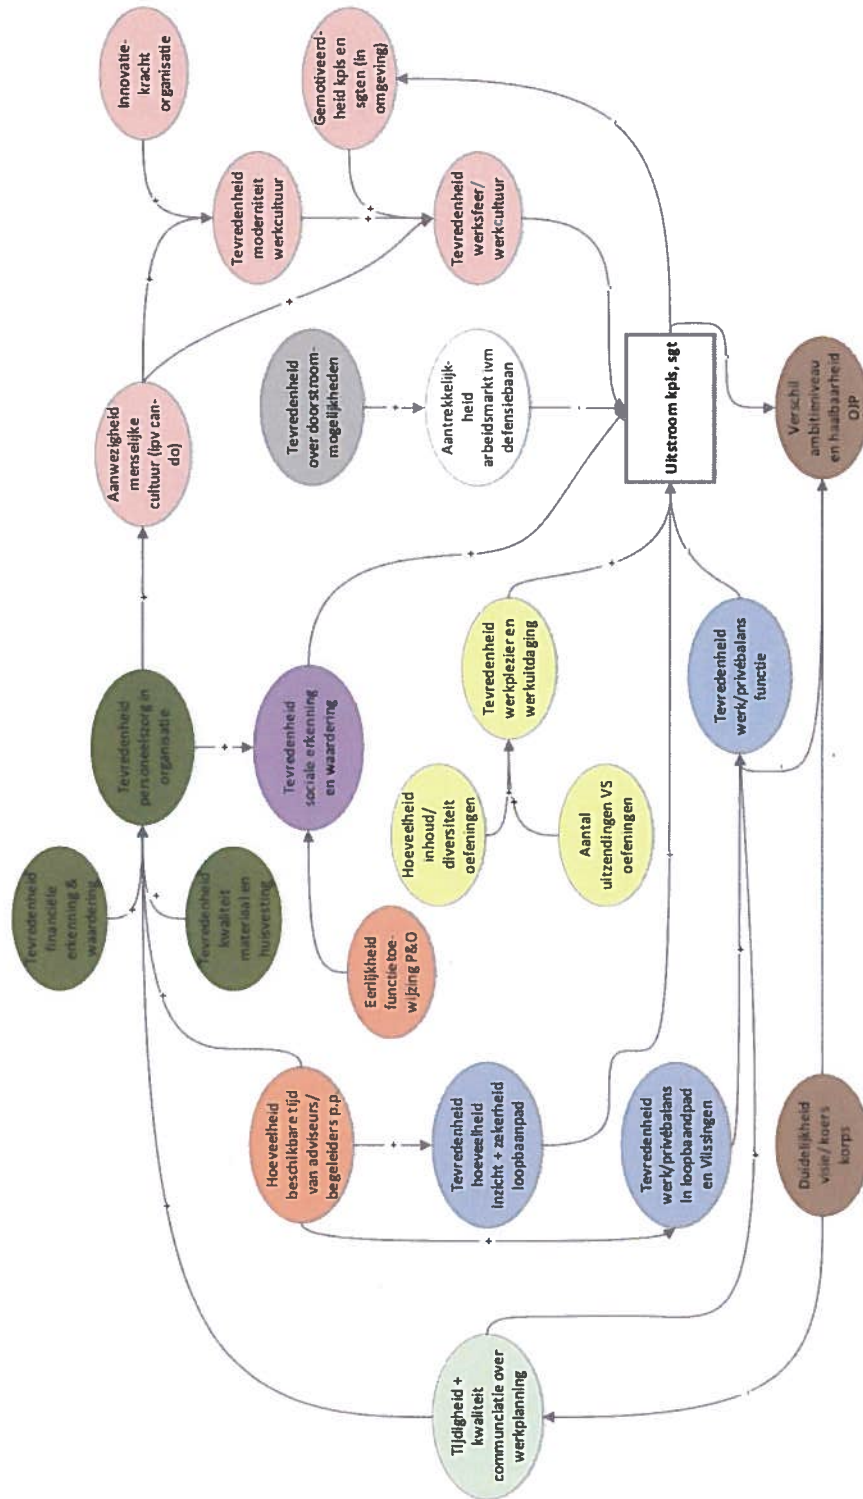 Tevredenheid
financiële
erkenning &
waardering
Tevredenheid
kwaliteit
materiaal en
huisvesting
Tevredenheid
personeelszorg in
organisatie
Aanwezigheid
menselijke
cultuur (ipv can-
do)
Innovatie-
kracht
organisatie
Tevredenheid
moderniteit
werkcultuur
Gemotiveerd-
heid kpls en
sgten (in
omgeving)
Tevredenheid
werksfeer/
werkcultuur
Hoeveelheid
beschikbare tijd
van adviseurs/
begeleiders p.p.
Eerlijkheid
functietoe-
wijzing P&O
Tevredenheid
sociale erkenning
en waardering
Tevredenheid
over doorstroom-
mogelijkheden
Aantrekkelijk-
heid
arbeidsmarkt ivm
defensiebaan
Tevredenheid
hoeveelheid
Inzicht + zekerheid
loopbaanpad
Hoeveelheid
inhoud/
diversiteit
oefeningen
Aantal
uitzendingen VS
oefeningen
Tevredenheid
werkplezier en
werkuitdaging
Uitstroom kpls, sgt
Tijdigheid +
kwaliteit
communciatie over
werkplanning
Tevredenheid
werk/privébalans
In loopbaandpad
en Vlissingen
Tevredenheid
werk/privébalans
functie
Duidelijkheid
visie/ koers
korps
Verschil
ambitieniveau
en haalbaarheid
OJP